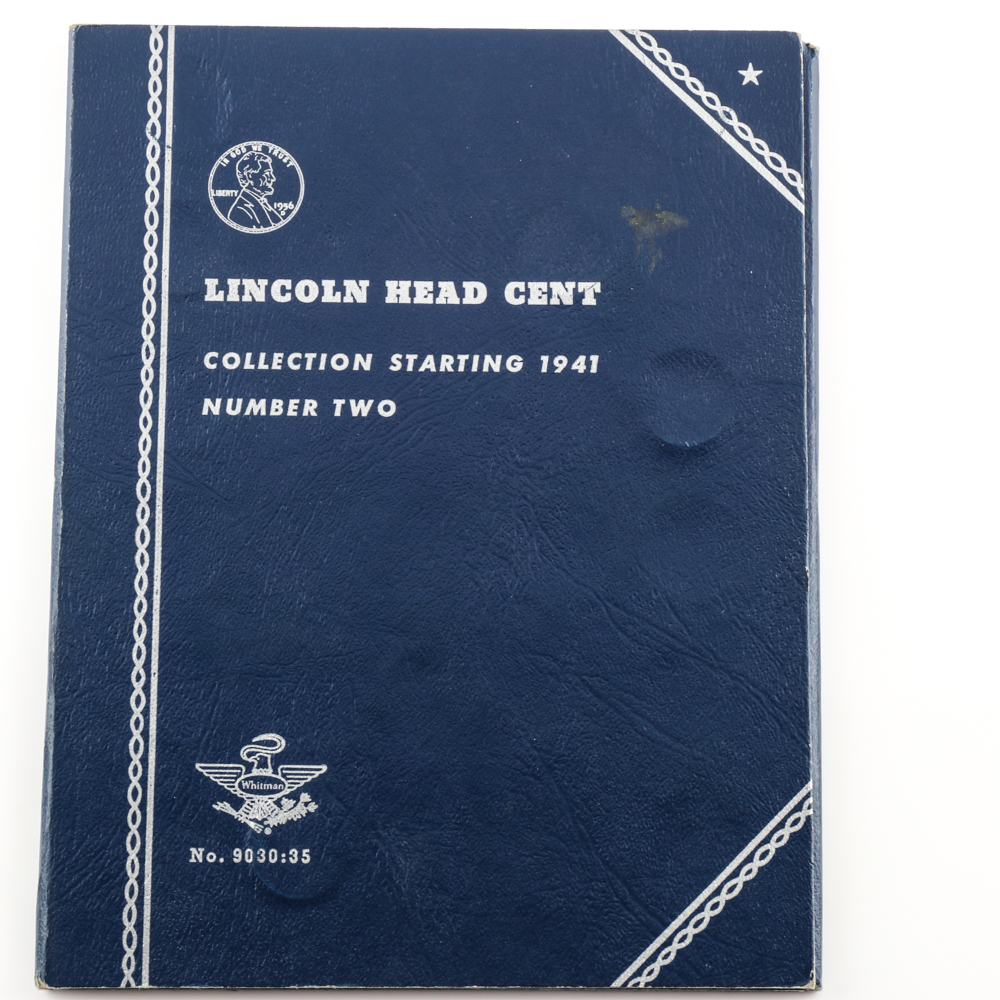 IN GOD WE TRUST
LIBERTY
1956
D
LINCOLN HEAD CENT
COLLECTION STARTING 1941
NUMBER TWO
Whitman
No. 9030:35